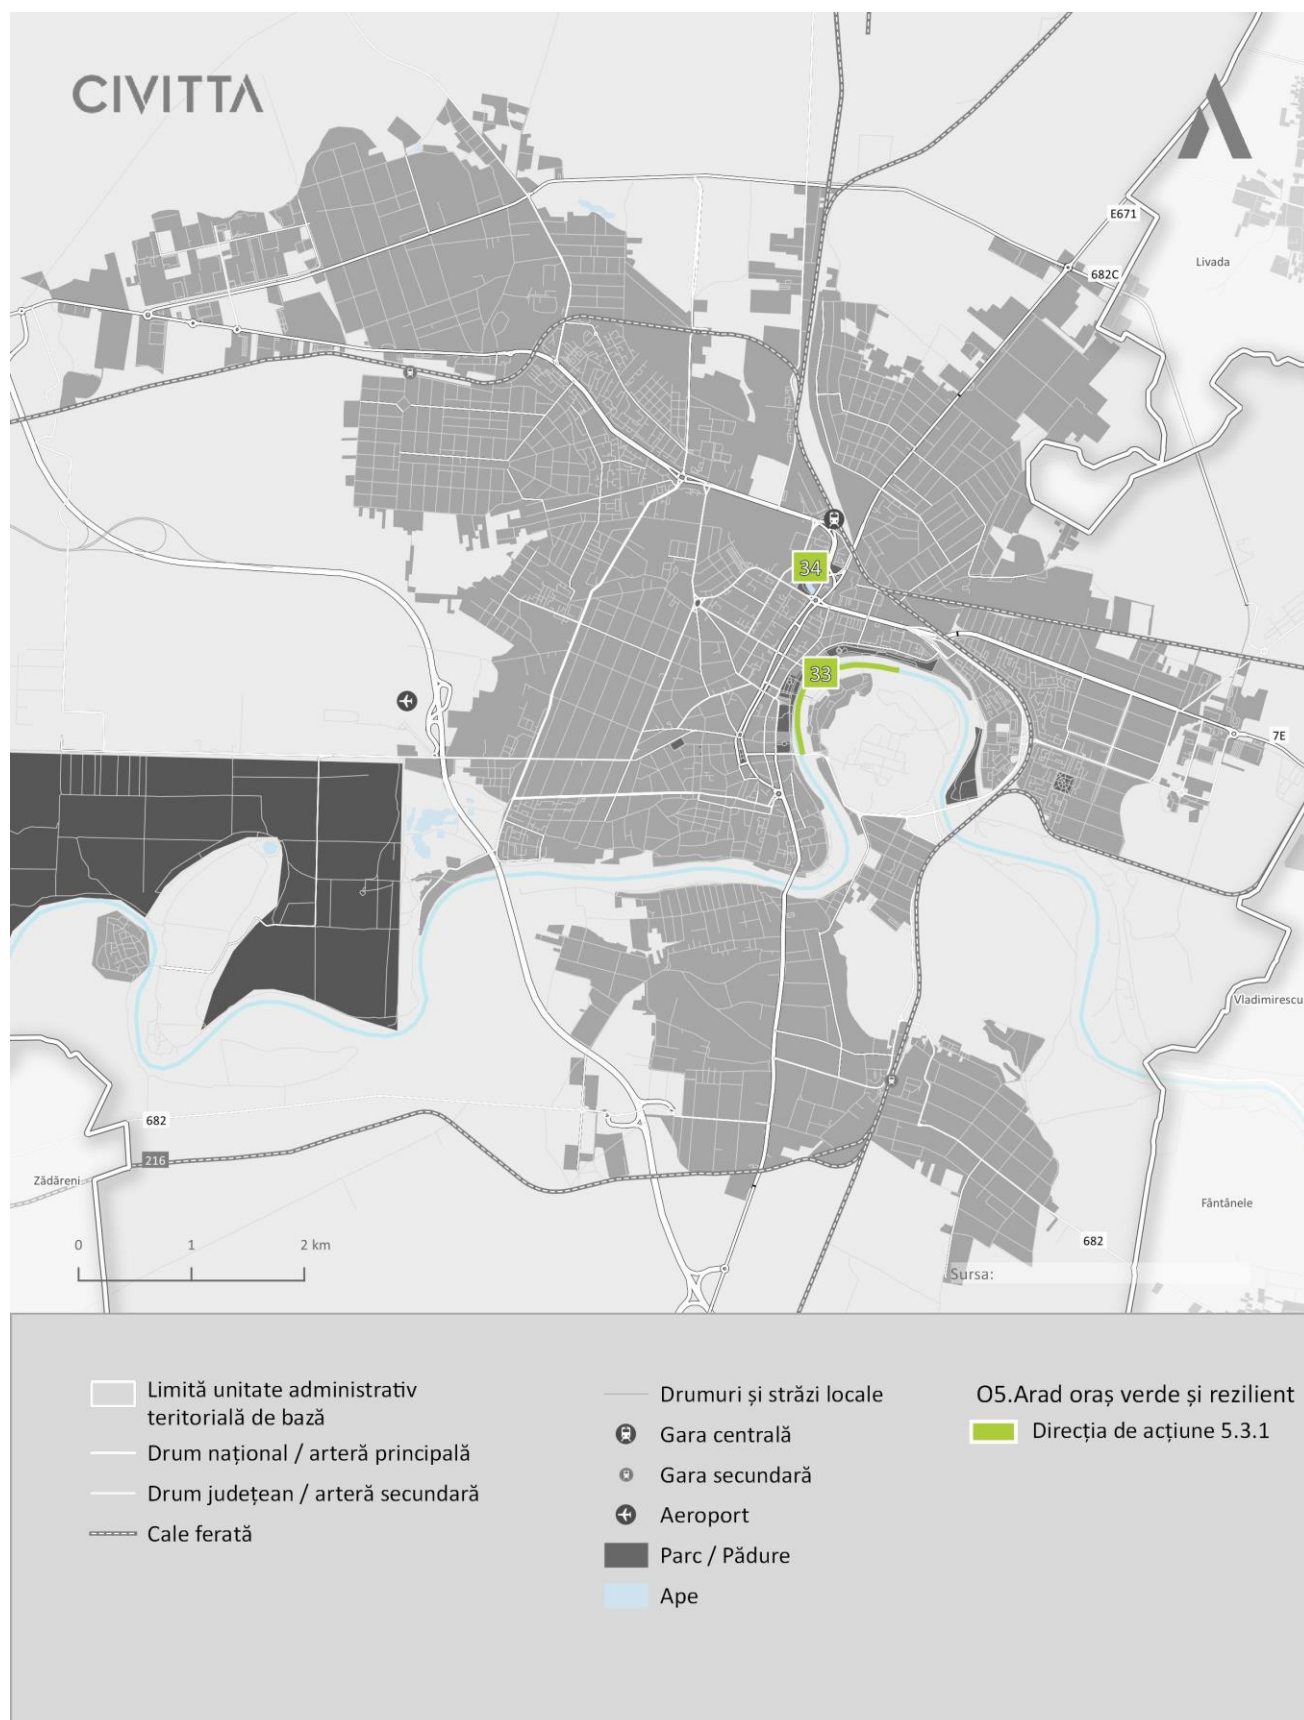 CIVITTA
E671
Livada
682C
34
33
7E
Vladimirescu
682
216
Zădăreni
Fântânele
0 1 2 km
682
Sursa:
Limită unitate administrativ
teritorială de bază
Drum național / arteră principală
Drum județean / arteră secundară
Cale ferată
Drumuri și străzi locale
Gara centrală
Gara secundară
Aeroport
Parc / Pădure
Ape
O5.Arad oraș verde și rezilient
Direcția de acțiune 5.3.1